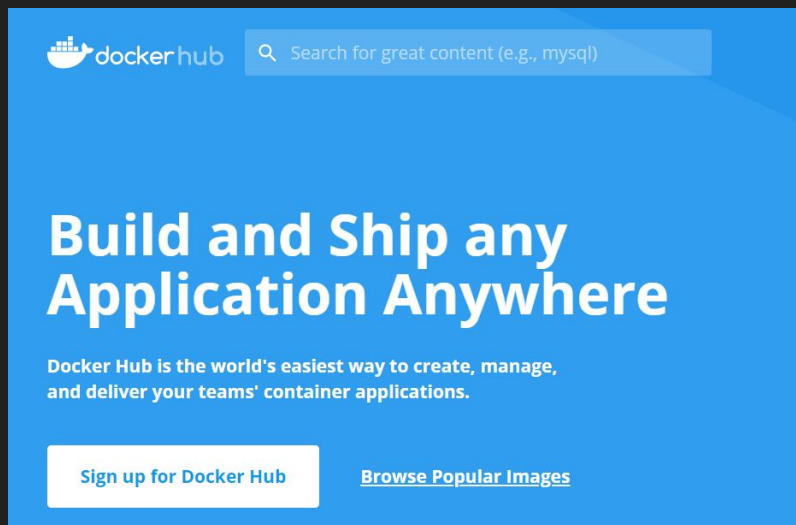 dockerhub
Search for great content (e.g., mysql)
Build and Ship any
Application Anywhere
Docker Hub is the world's easiest way to create, manage,
and deliver your teams' container applications.
Sign up for Docker Hub
Browse Popular Images